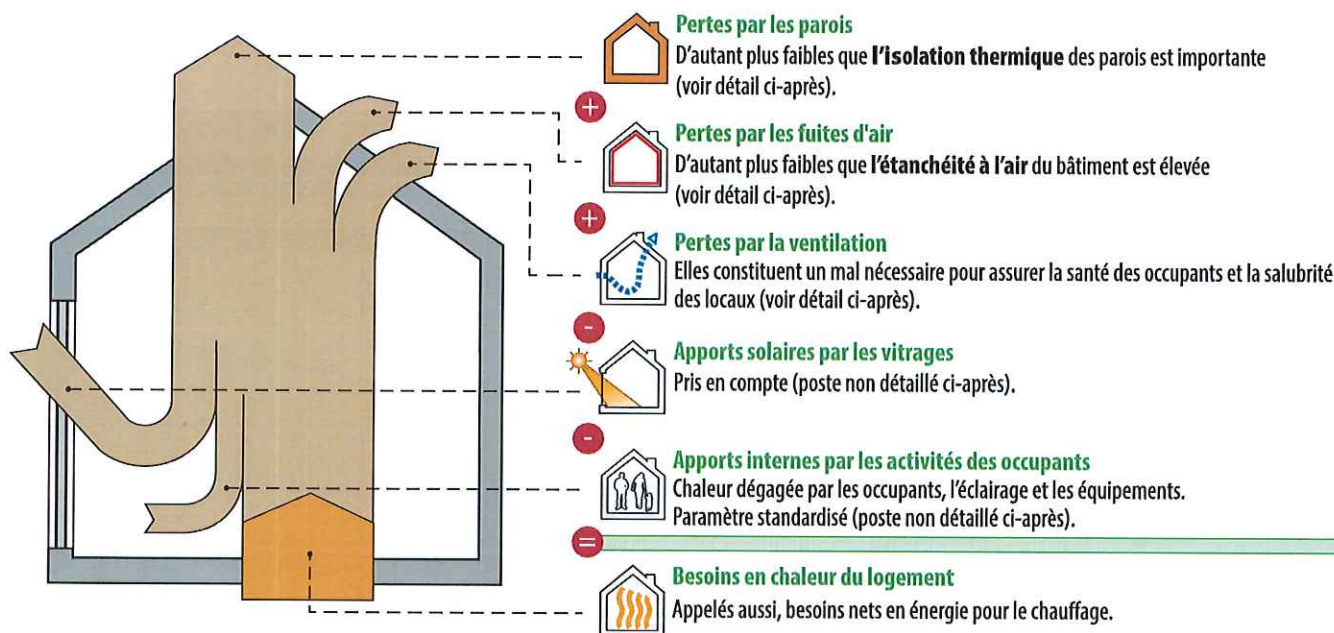 Pertes par les parois
D'autant plus faibles que l'isolation thermique des parois est importante
(voir détail ci-après).
+
Pertes par les fuites d'air
D'autant plus faibles que l'étanchéité à l'air du bâtiment est élevée
(voir détail ci-après).
+
Pertes par la ventilation
Elles constituent un mal nécessaire pour assurer la santé des occupants et la salubrité
des locaux (voir détail ci-après).
-
Apports solaires par les vitrages
Pris en compte (poste non détaillé ci-après).
-
Apports internes par les activités des occupants
Chaleur dégagée par les occupants, l'éclairage et les équipements.
Paramètre standardisé (poste non détaillé ci-après).
=
Besoins en chaleur du logement
Appelés aussi, besoins nets en énergie pour le chauffage.